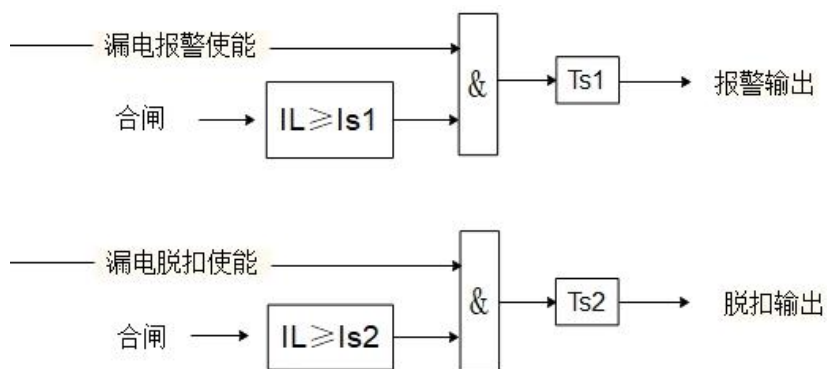 漏电报警使能
& Ts1 报警输出
合闸 IL≥Is1
漏电脱扣使能
& Ts2 脱扣输出
合闸 IL≥Is2